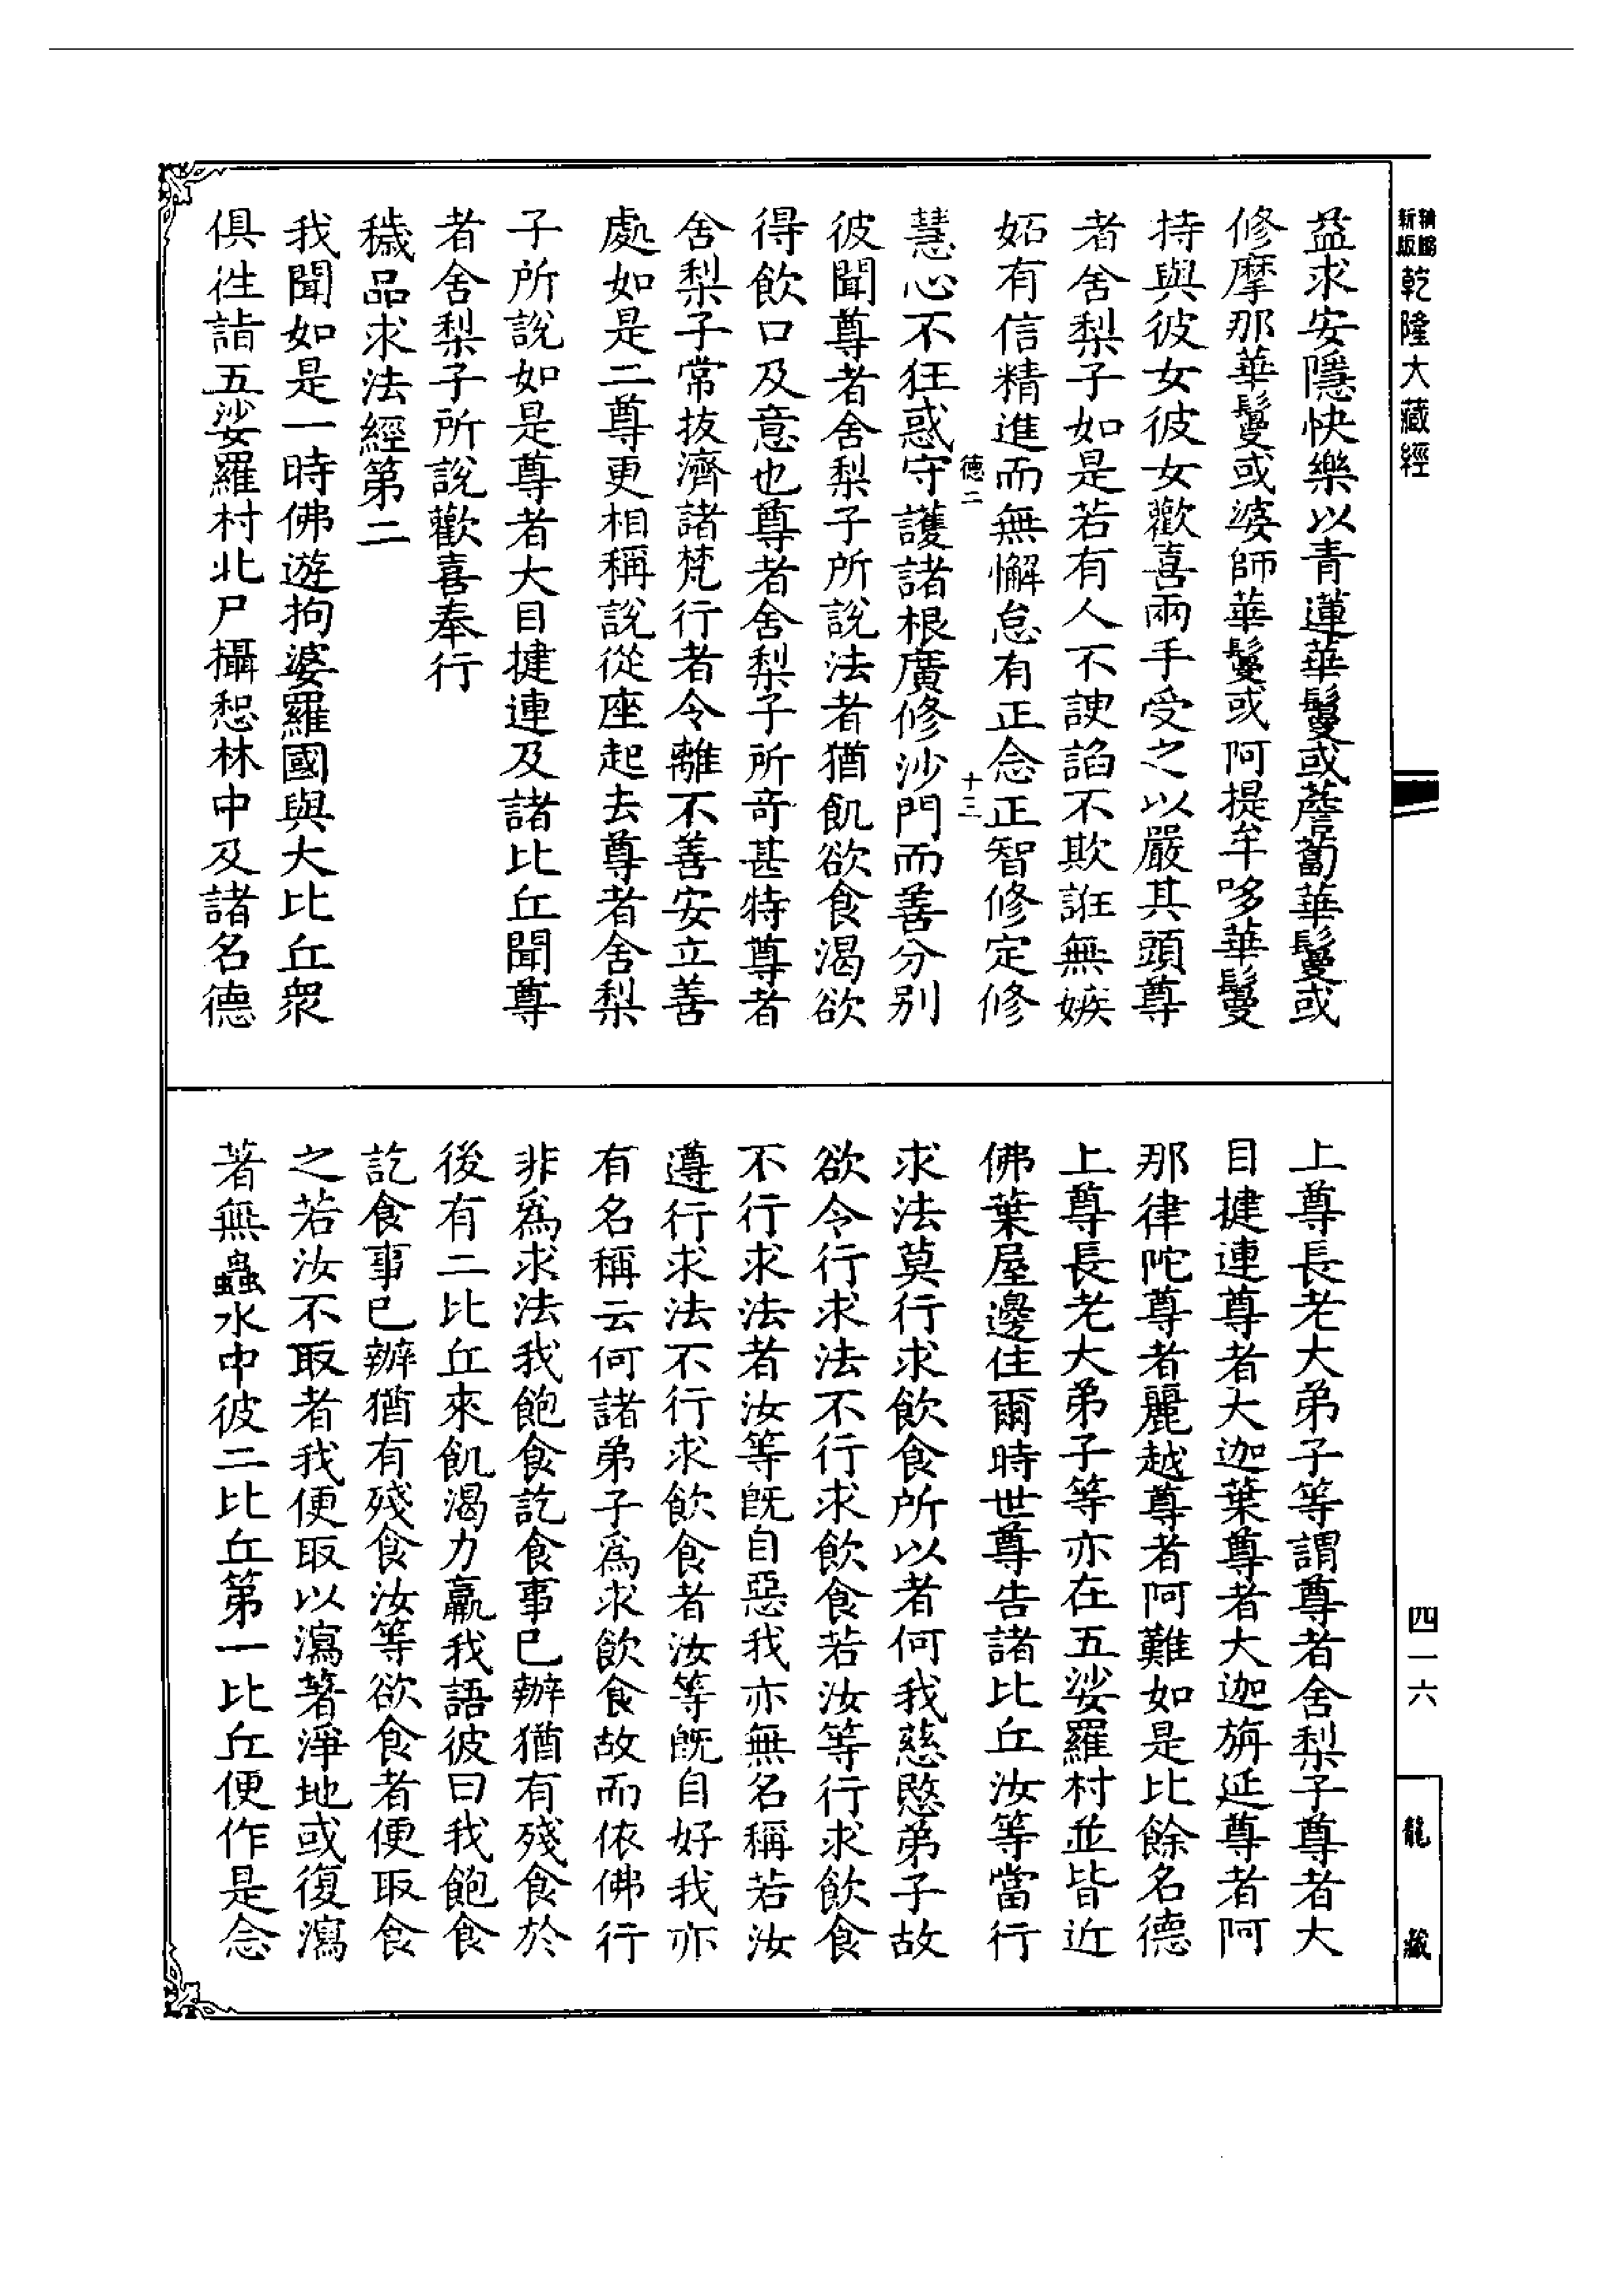 新版
精縮
乾隆大藏經
益求安隱快樂以青蓮華鬘或薝蔔華鬘或
修摩那華鬘或婆師華鬘或阿提牟哆華鬘
持與彼女彼女歡喜兩手受之以嚴其頭尊
者舍梨子如是若有人不諛諂不欺誑無嫉
妬有信精進而無懈怠有正念正智修定修
德二
十三
慧心不狂惑守護諸根廣修沙門而善分別
彼聞尊者舍梨子所說法者猶飢欲食渴欲
得飲口及意也尊者舍梨子所竒甚特尊者
舍梨子常抜濟諸梵行者令離不善安立善
處如是二尊更相稱說從座起去尊者舍梨
子所說如是尊者大目揵連及諸比丘聞尊
者舍梨子所說歡喜奉行
穢品求法經第二
我聞如是一時佛遊拘婆羅國與大比丘衆
俱徃詣五娑羅村北尸攝惒林中及諸名德
上尊長老大弟子等謂尊者舍梨子尊者大
目揵連尊者大迦葉尊者大迦旃延尊者阿
那律陀尊者麗越尊者阿難如是比餘名德
上尊長老大弟子等亦在五娑羅村並皆近
佛葉屋邊住爾時世尊告諸比丘汝等當行
求法莫行求飲食所以者何我慈愍弟子故
欲令行求法不行求飲食若汝等行求飲食
不行求法者汝等旣自惡我亦無名稱若汝
遵行求法不行求飲食者汝等旣自好我亦
有名稱云何諸弟子爲求飲食故而依佛行
非爲求法我飽食訖食事已辦猶有殘食於
後有二比丘來飢渴力羸我語彼曰我飽食
訖食事已辦猶有殘食汝等欲食者便取食
之若汝不取者我便取以瀉著淨地或復瀉
著無蟲水中彼二比丘第一比丘便作是念
四一六
龍藏